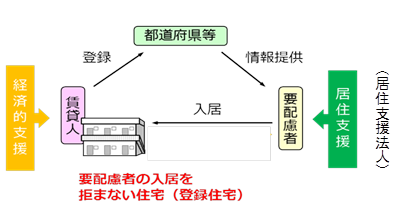 都道府県等
登録
情報提供
経済的支援
賃貸人
入居
要配慮者
居住支援
（居住支援法人）
要配慮者の入居を
拒まない住宅（登録住宅）